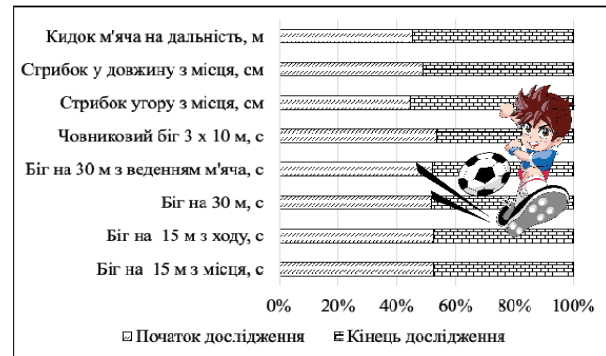 Кидок м'яча на дальність, м
Стрибок у довжину з місця, см
Стрибок угору з місця, см
Човниковий біг 3 х 10 м, с
Біг на 30 м з веденням м'яча, с
Біг на 30 м, с
Біг на 15 м з ходу, с
Біг на 15 м з місця, с
0% 20% 40% 60% 80% 100%
Початок дослідження Кінець дослідження